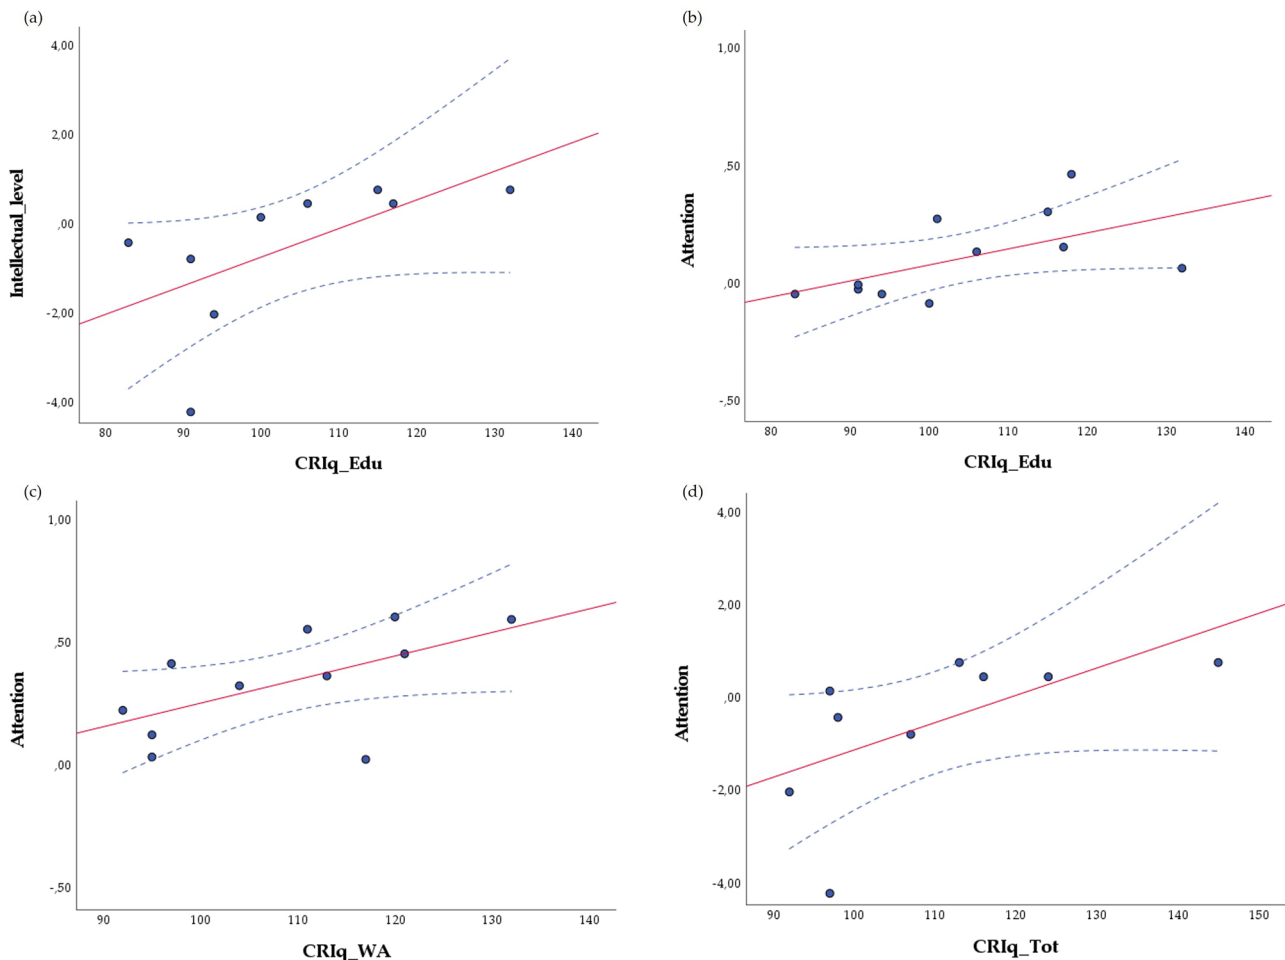 (a)
4,00
2,00
,00
-2,00
-4,00
Intellectual_level
80 90 100 110 120 130 140
CRIq_Edu
(b)
1,00
,50
,00
-,50
Attention
80 90 100 110 120 130 140
CRIq_Edu
(c)
1,00
,50
,00
-,50
Attention
90 100 110 120 130 140
CRIq_WA
(d)
4,00
2,00
,00
-2,00
-4,00
Attention
90 100 110 120 130 140 150
CRIq_Tot